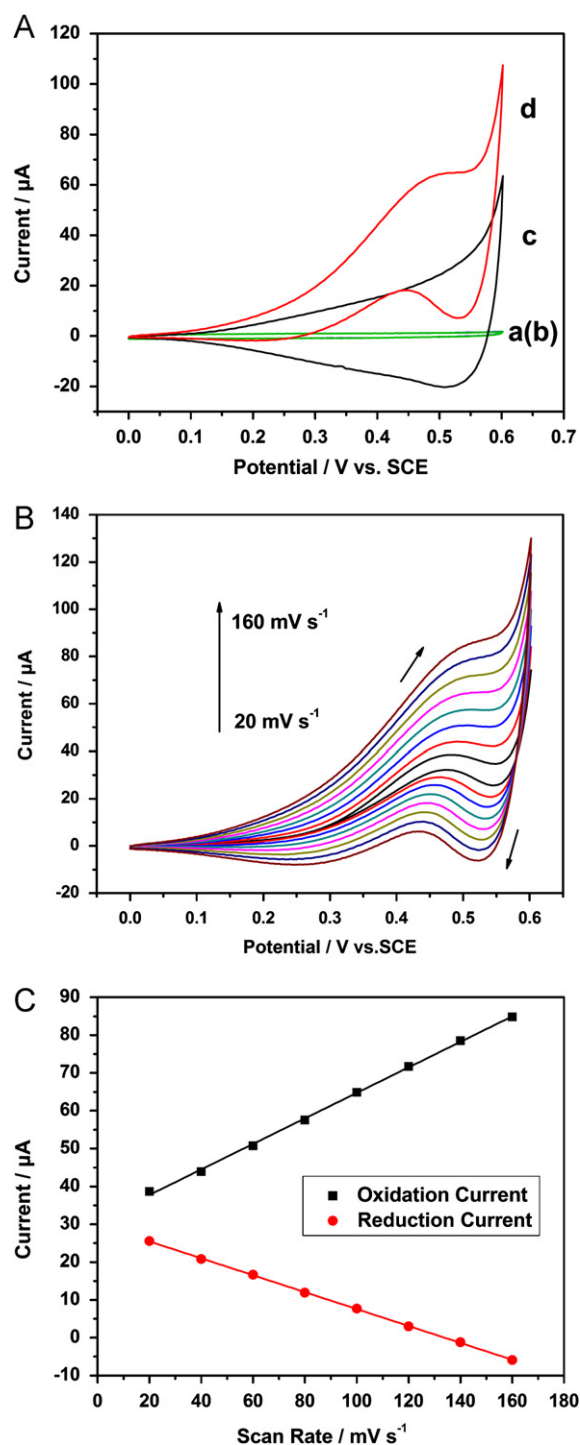 A
120
100
80
60
40
20
0
-20
Current / µA
d
c
a(b)
0.0 0.1 0.2 0.3 0.4 0.5 0.6 0.7
Potential / V vs. SCE
B
140
120
100
80
60
40
20
0
-20
Current / µA
160 mV s⁻¹
20 mV s⁻¹
0.0 0.1 0.2 0.3 0.4 0.5 0.6
Potential / V vs.SCE
C
90
80
70
60
50
40
30
20
10
0
-10
Current / µA
Oxidation Current
Reduction Current
0 20 40 60 80 100 120 140 160 180
Scan Rate / mV s⁻¹